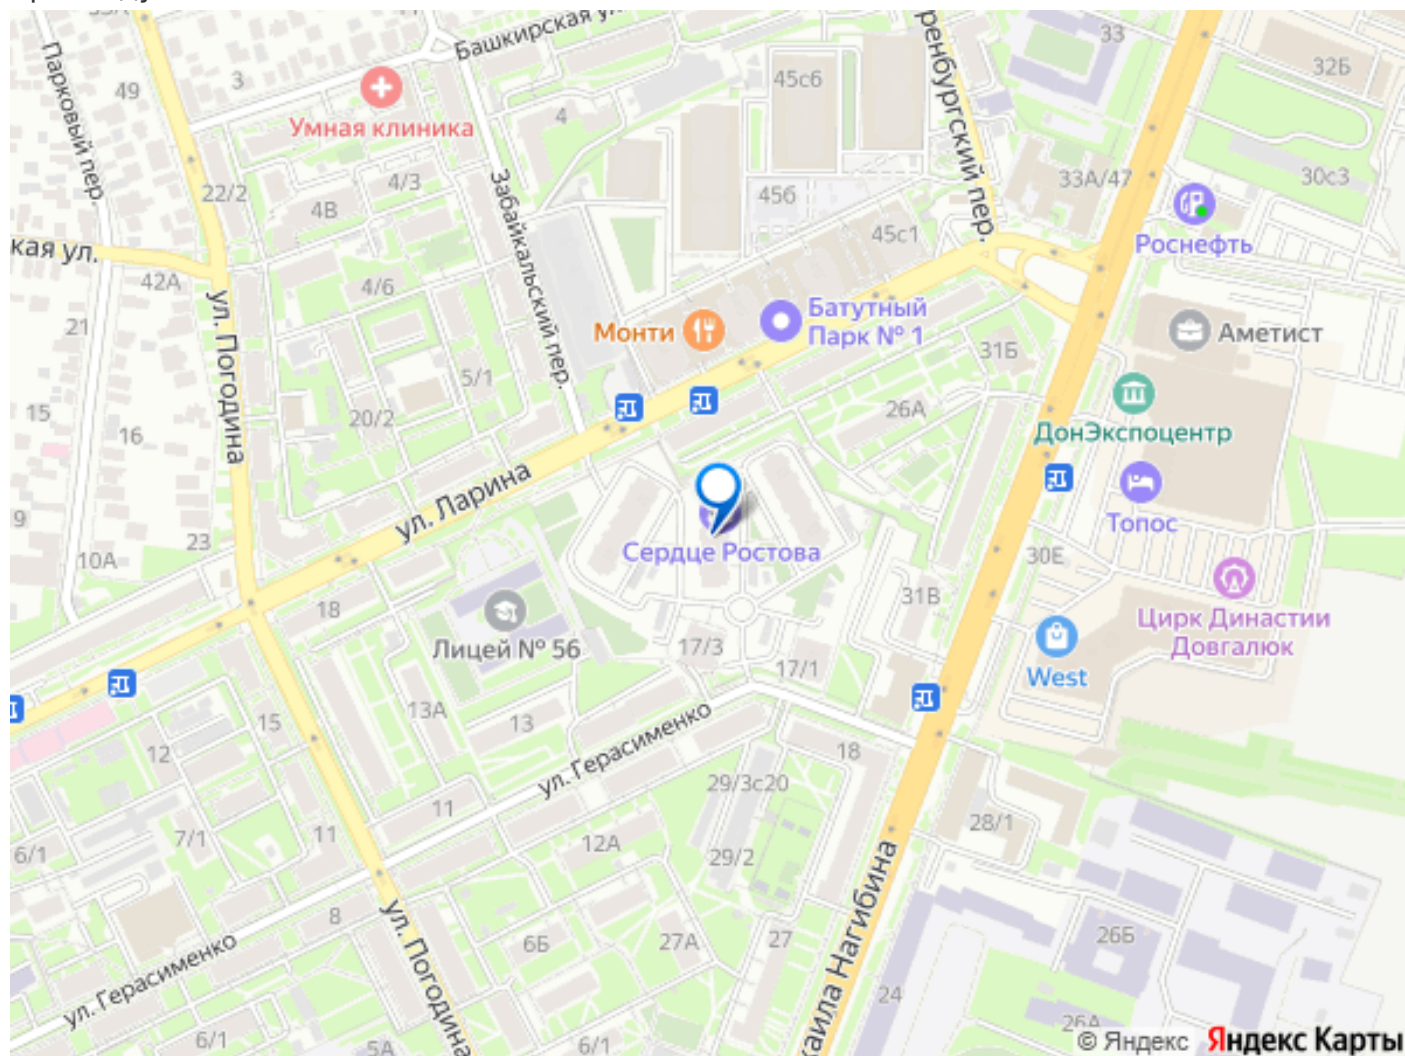 33
Башкирская ул.
Парковый пер.
49
3
Умная клиника
45с6
4
Оренбургский пер.
33
32Б
33А/47
30с3
22/2
4/3
4В
Забайкальский пер.
456
45с1
Роснефть
кая ул.
42А
4/6
ул. Погодина
21
Монти
Батутный
Парк № 1
Аметист
31Б
5/1
15
16
20/2
26А
ДонЭкспоцентр
ул. Ларина
Топос
9
23
10А
Сердце Ростова
30Е
18
31В
Цирк Династии
Довгалюк
Лицей № 56
17/3
17/1
West
13А
13
15
ул. Герасименко
12
18
29/3с20
11
7/1
11
28/1
6/1
12А
29/2
ул. Погодина
8
6Б
27А
27
26Б
ул. Герасименко
аила Нагибина
24
26А
6/1
5А
6/1
© Яндекс Яндекс Карты